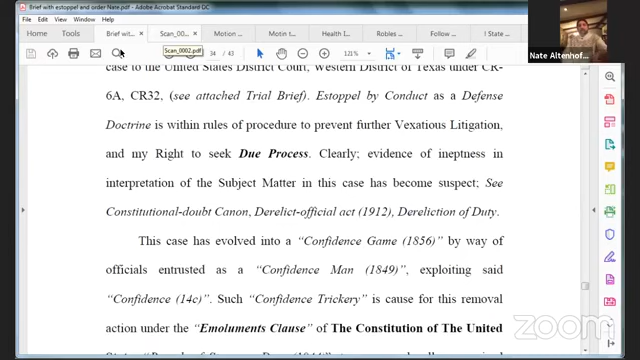 Brief with estoppel and order Nate.pdf - Adobe Acrobat Standard DC
Home Tools Brief wit... × Scan_00... × Motion ... Motin t... Health I... Robles ... I State ...
Scan_0002.pdf
34 / 43 121%
Nate Altenhof...
case to the United States District Court, Western District of Texas under CR-
6A, CR32, (see attached Trial Brief). Estoppel by Conduct as a Defense
Doctrine is within rules of procedure to prevent further Vexatious Litigation,
and my Right to seek Due Process. Clearly; evidence of ineptness in
interpretation of the Subject Matter in this case has become suspect; See
Constitutional-doubt Canon, Derelict-official act (1912), Dereliction of Duty.
This case has evolved into a “Confidence Game (1856)” by way of
officials entrusted as a “Confidence Man (1849)”, exploiting said
“Confidence (14c)”. Such “Confidence Trickery” is cause for this removal
action under the “Emoluments Clause” of The Constitution of The United
zoom